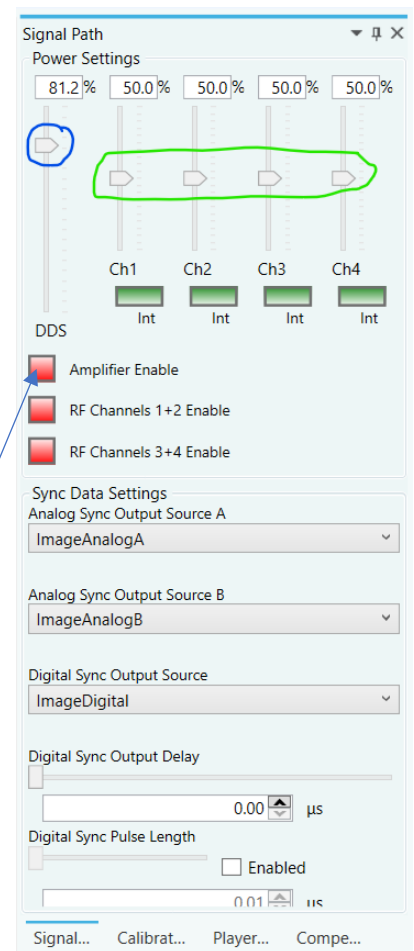 Signal Path
Power Settings
81.2 % 50.0 % 50.0 % 50.0 % 50.0 %
Ch1 Ch2 Ch3 Ch4
Int Int Int Int
DDS
Amplifier Enable
RF Channels 1+2 Enable
RF Channels 3+4 Enable
Sync Data Settings
Analog Sync Output Source A
ImageAnalogA
Analog Sync Output Source B
ImageAnalogB
Digital Sync Output Source
ImageDigital
Digital Sync Output Delay
0.00 µs
Digital Sync Pulse Length
Enabled
0.01 µs
Signal... Calibrat... Player... Compe...